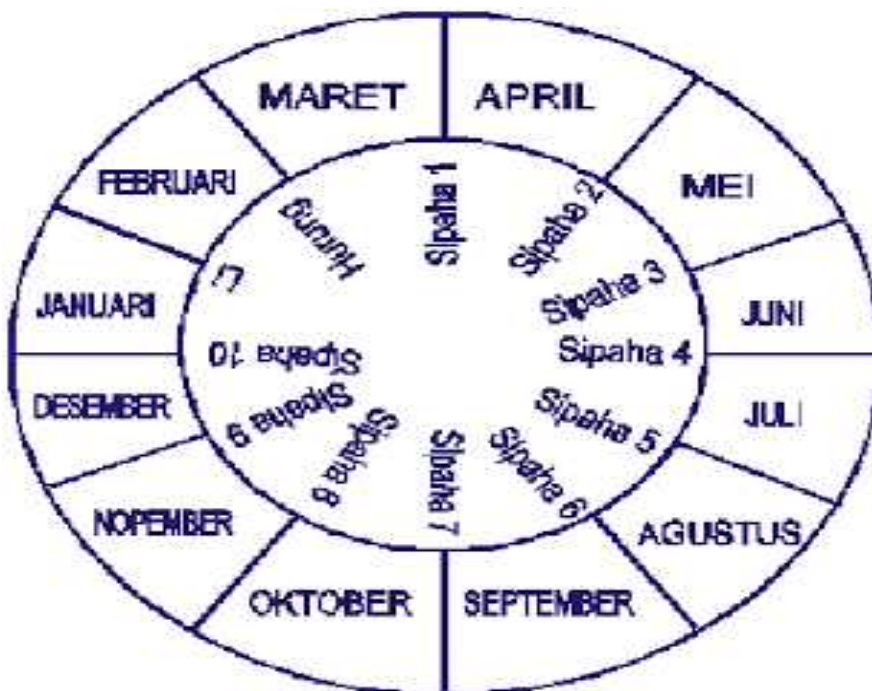 MARET
APRIL
MEI
JUNI
JULI
AGUSTUS
SEPTEMBER
OKTOBER
NOPEMBER
DESEMBER
JANUARI
FEBRUARI
Sipaha 1
Sipaha 2
Sipaha 3
Sipaha 4
Sipaha 5
Sipaha 6
Sipaha 7
Sipaha 8
Sipaha 9
Sipaha 10
Li
Hurung